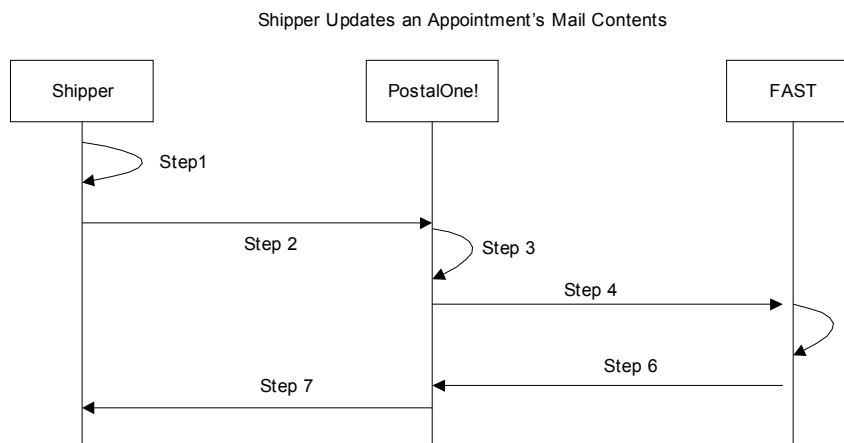 Shipper Updates an Appointment's Mail Contents
Shipper
PostalOne!
FAST
Step1
Step 2
Step 3
Step 4
Step 6
Step 7